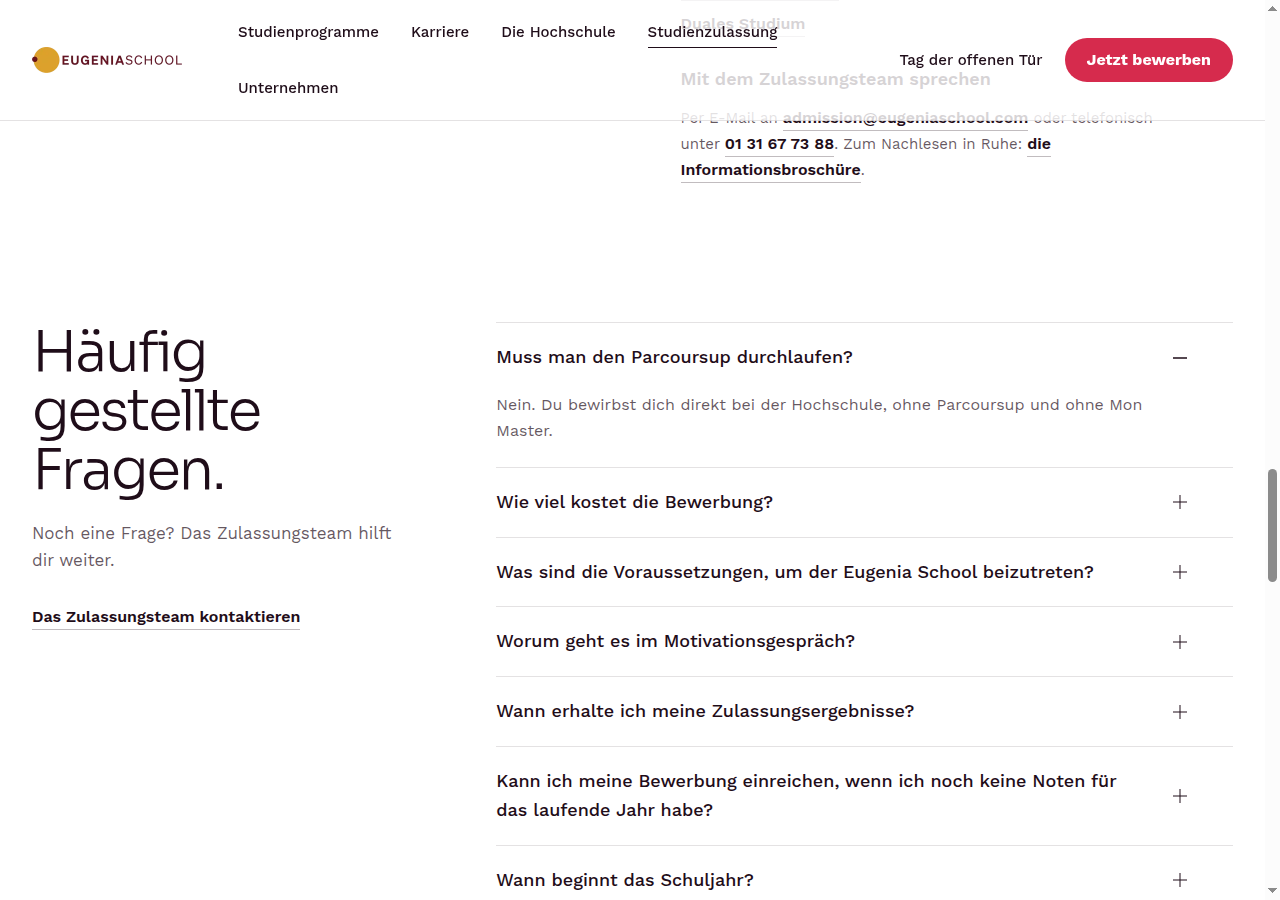 Studienprogramme
Karriere
Die Hochschule
Studienzulassung
Unternehmen
EUGENIASCHOOL
Tag der offenen Tür
Jetzt bewerben
Duales Studium
Mit dem Zulassungsteam sprechen
Per E-Mail an admission@eugeniaschool.com oder telefonisch
unter 01 31 67 73 88. Zum Nachlesen in Ruhe: die
Informationsbroschüre.
Häufig
gestellte
Fragen.
Noch eine Frage? Das Zulassungsteam hilft
dir weiter.
Das Zulassungsteam kontaktieren
Muss man den Parcoursup durchlaufen?
Nein. Du bewirbst dich direkt bei der Hochschule, ohne Parcoursup und ohne Mon
Master.
Wie viel kostet die Bewerbung?
Was sind die Voraussetzungen, um der Eugenia School beizutreten?
Worum geht es im Motivationsgespräch?
Wann erhalte ich meine Zulassungsergebnisse?
Kann ich meine Bewerbung einreichen, wenn ich noch keine Noten für
das laufende Jahr habe?
Wann beginnt das Schuljahr?